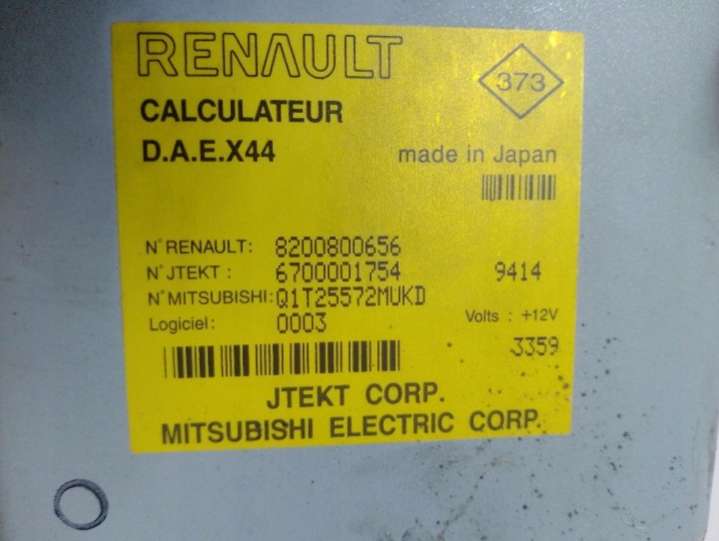 RENAULT
373
CALCULATEUR
D.A.E.X44
made in Japan
N° RENAULT: 8200800656
N° JTEKT : 6700001754 9414
N° MITSUBISHI: Q1T25572MUKD
Logiciel: 0003 Volts : +12V
3359
JTEKT CORP.
MITSUBISHI ELECTRIC CORP.